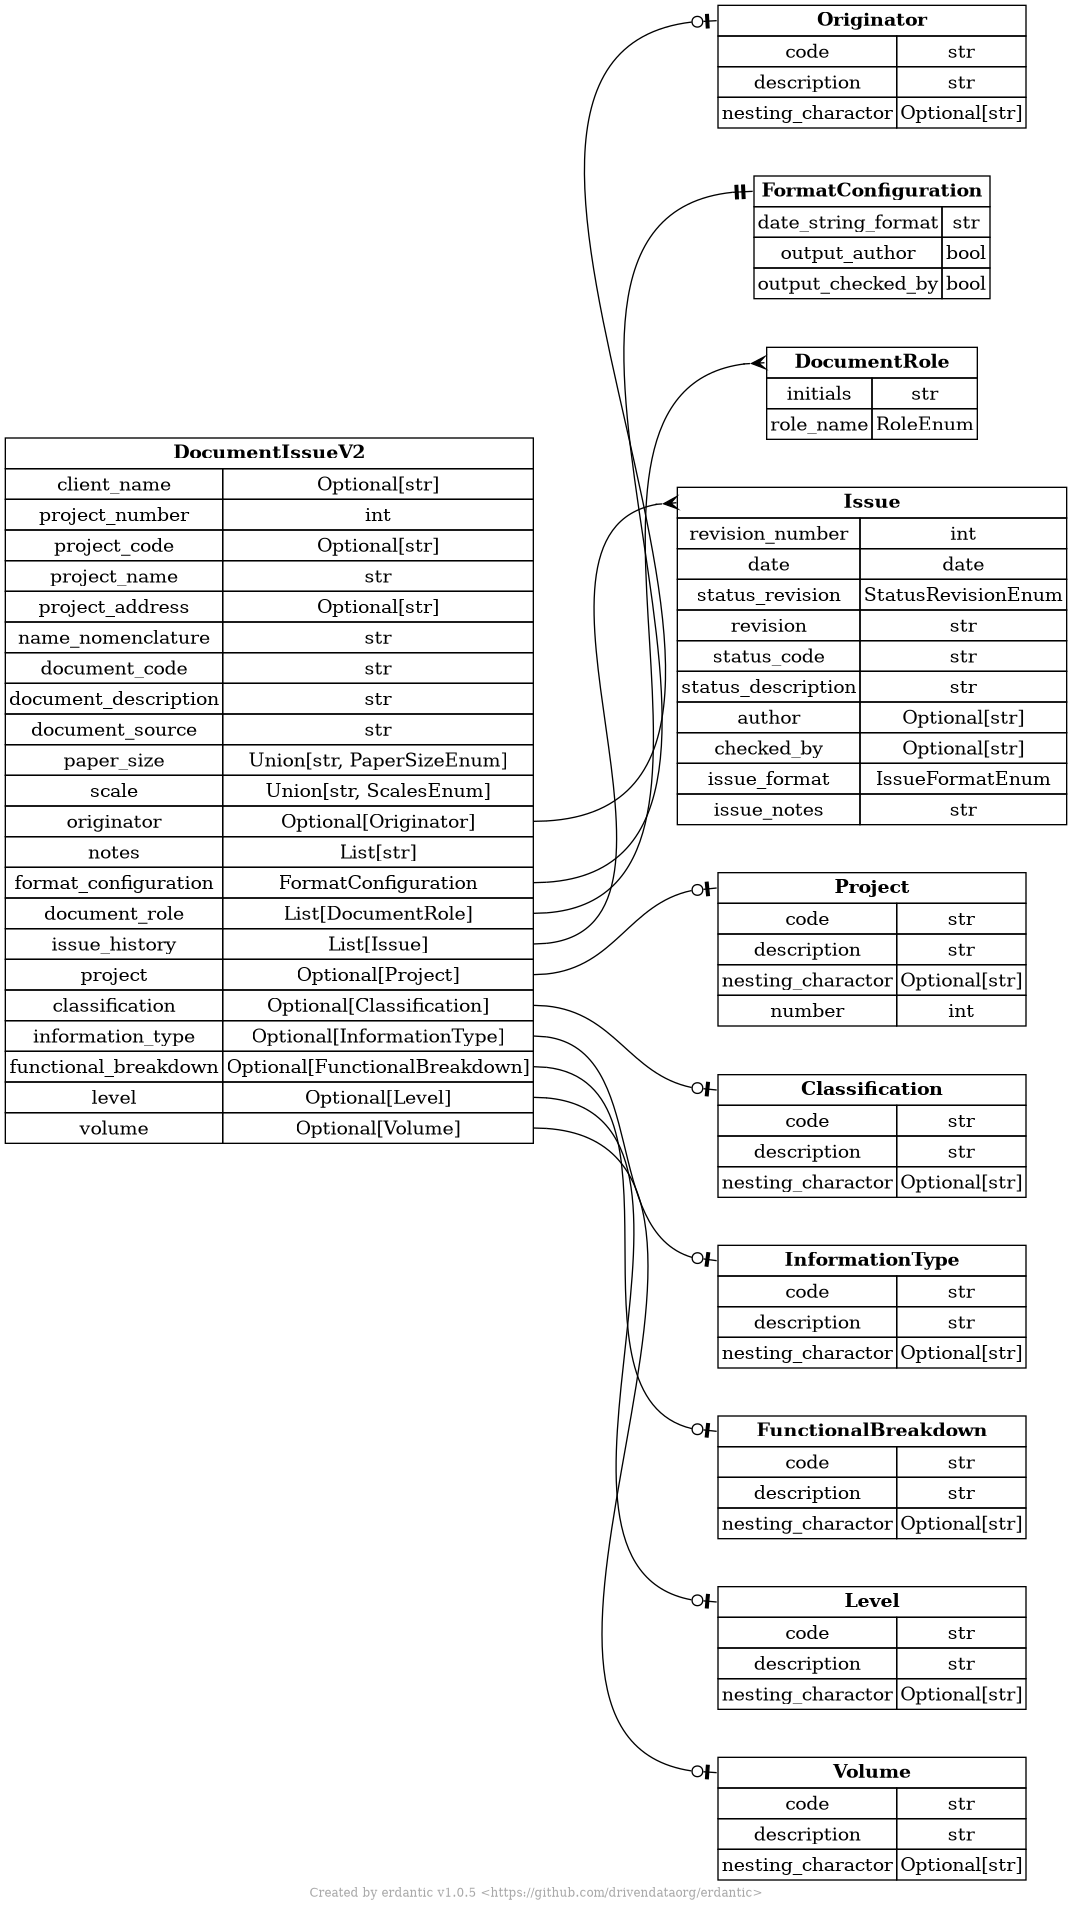 DocumentIssueV2
client_name Optional[str]
project_number int
project_code Optional[str]
project_name str
project_address Optional[str]
name_nomenclature str
document_code str
document_description str
document_source str
paper_size Union[str, PaperSizeEnum]
scale Union[str, ScalesEnum]
originator Optional[Originator]
notes List[str]
format_configuration FormatConfiguration
document_role List[DocumentRole]
issue_history List[Issue]
project Optional[Project]
classification Optional[Classification]
information_type Optional[InformationType]
functional_breakdown Optional[FunctionalBreakdown]
level Optional[Level]
volume Optional[Volume]
Originator
code str
description str
nesting_charactor Optional[str]
FormatConfiguration
date_string_format str
output_author bool
output_checked_by bool
DocumentRole
initials str
role_name RoleEnum
Issue
revision_number int
date date
status_revision StatusRevisionEnum
revision str
status_code str
status_description str
author Optional[str]
checked_by Optional[str]
issue_format IssueFormatEnum
issue_notes str
Project
code str
description str
nesting_charactor Optional[str]
number int
Classification
code str
description str
nesting_charactor Optional[str]
InformationType
code str
description str
nesting_charactor Optional[str]
FunctionalBreakdown
code str
description str
nesting_charactor Optional[str]
Level
code str
description str
nesting_charactor Optional[str]
Volume
code str
description str
nesting_charactor Optional[str]
Created by erdantic v1.0.5 <https://github.com/drivendataorg/erdantic>